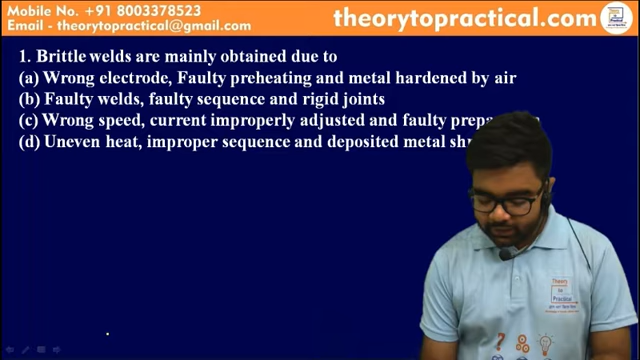 Mobile No. +91 8003378523
Email - theorytopractical@gmail.com
theorytopractical.com
1. Brittle welds are mainly obtained due to
(a) Wrong electrode, Faulty preheating and metal hardened by air
(b) Faulty welds, faulty sequence and rigid joints
(c) Wrong speed, current improperly adjusted and faulty
(d) Uneven heat, improper sequence and deposited metal
Theory
to
Practical